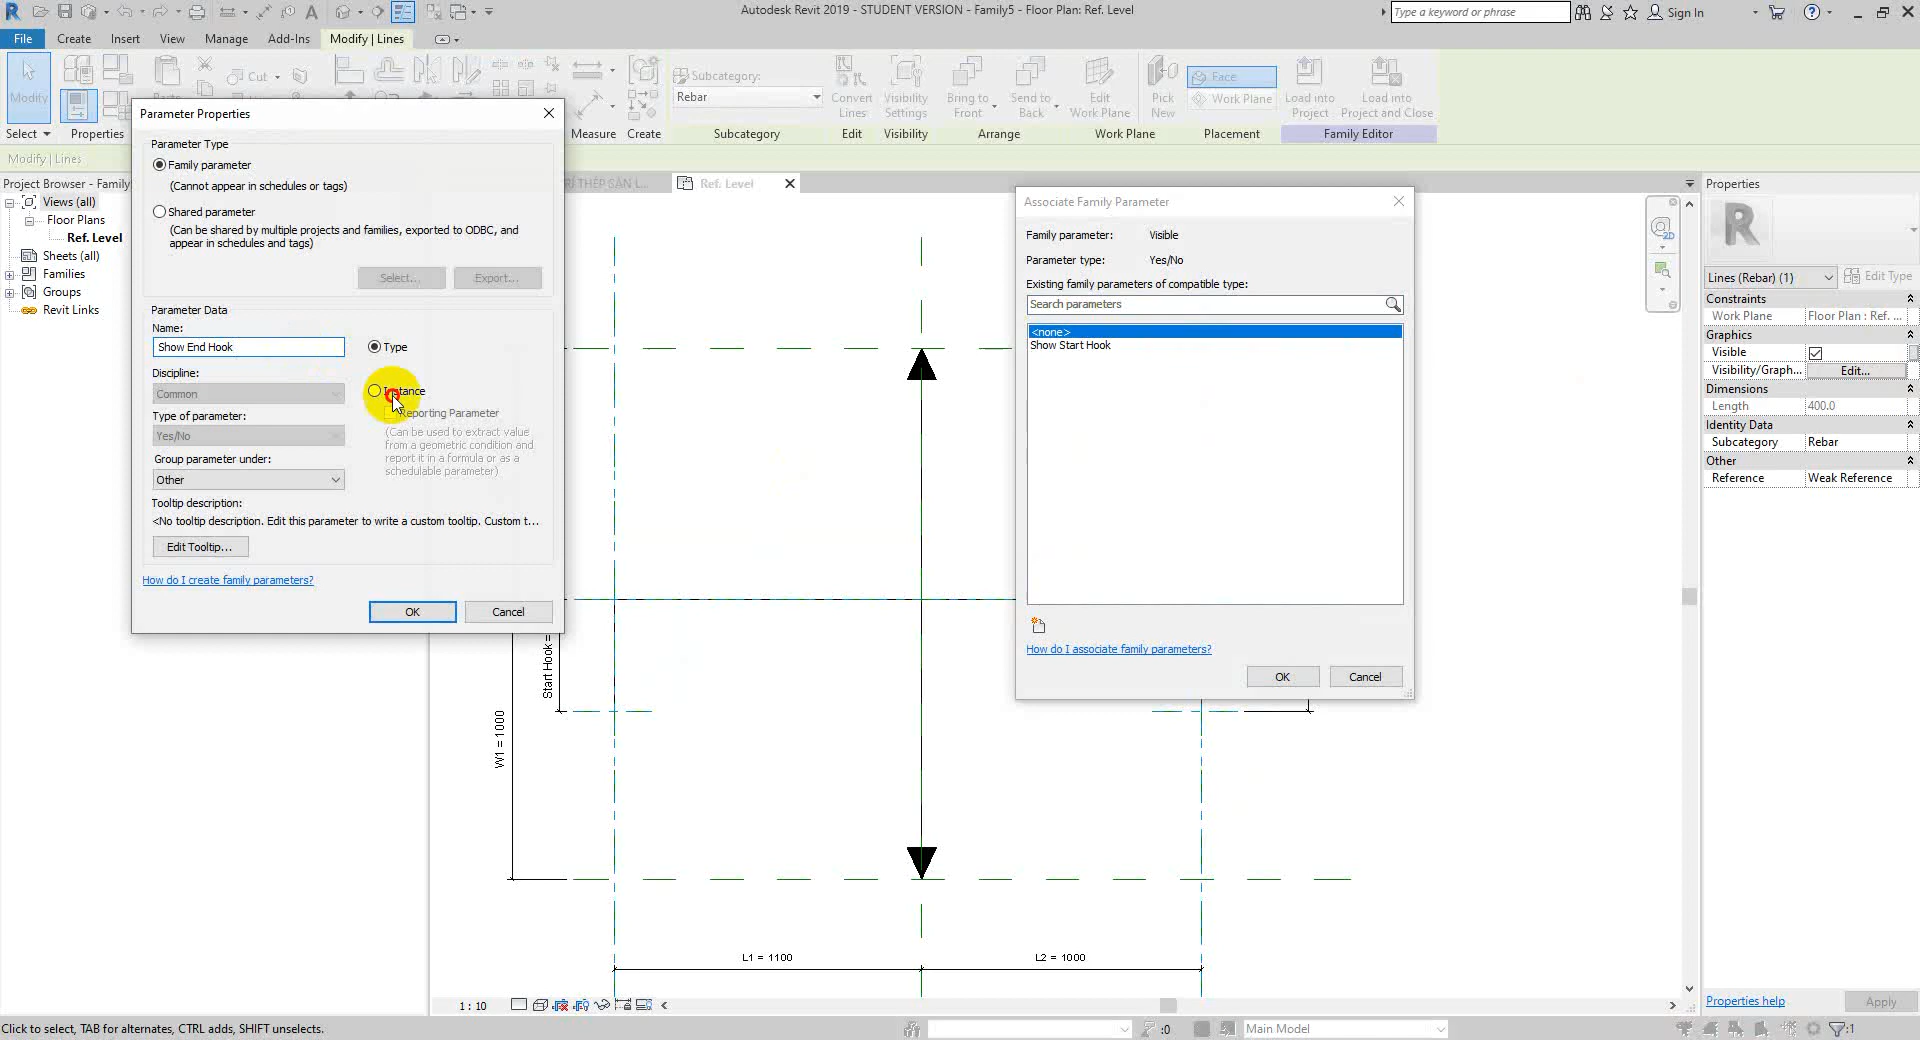 Autodesk Revit 2019 - STUDENT VERSION - Family5 - Floor Plan: Ref. Level
Type a keyword or phrase
Sign In
File Create Insert View Manage Add-Ins Modify | Lines
Modify
Cut
Subcategory:
Rebar
Convert Lines
Visibility Settings
Bring to Front
Send to Back
Edit Work Plane
Pick New
Face
Work Plane
Load into Project
Load into Project and Close
Select Properties Measure Create Subcategory Edit Visibility Arrange Work Plane Placement Family Editor
Modify | Lines
Project Browser - Family
Views (all)
Floor Plans
Ref. Level
Sheets (all)
Families
Groups
Revit Links
Ref. Level
Parameter Properties
Parameter Type
Family parameter
(Cannot appear in schedules or tags)
Shared parameter
(Can be shared by multiple projects and families, exported to ODBC, and
appear in schedules and tags)
Select...
Export...
Parameter Data
Name:
Show End Hook
Type
Discipline:
Common
Instance
Type of parameter:
Reporting Parameter
Yes/No
(Can be used to extract value
from a geometric condition and
report it in a formula or as a
schedulable parameter)
Group parameter under:
Other
Tooltip description:
<No tooltip description. Edit this parameter to write a custom tooltip. Custom t...
Edit Tooltip...
How do I create family parameters?
OK
Cancel
Associate Family Parameter
Family parameter: Visible
Parameter type: Yes/No
Existing family parameters of compatible type:
Search parameters
<none>
Show Start Hook
How do I associate family parameters?
OK
Cancel
Start Hook =
W1 = 1000
L1 = 1100
L2 = 1000
Properties
R
Lines (Rebar) (1)
Edit Type
Constraints
Work Plane Floor Plan : Ref. ...
Graphics
Visible
Visibility/Graph... Edit...
Dimensions
Length 400.0
Identity Data
Subcategory Rebar
Other
Reference Weak Reference
Properties help
Apply
1 : 10
Click to select, TAB for alternates, CTRL adds, SHIFT unselects.
:0
Main Model
:1